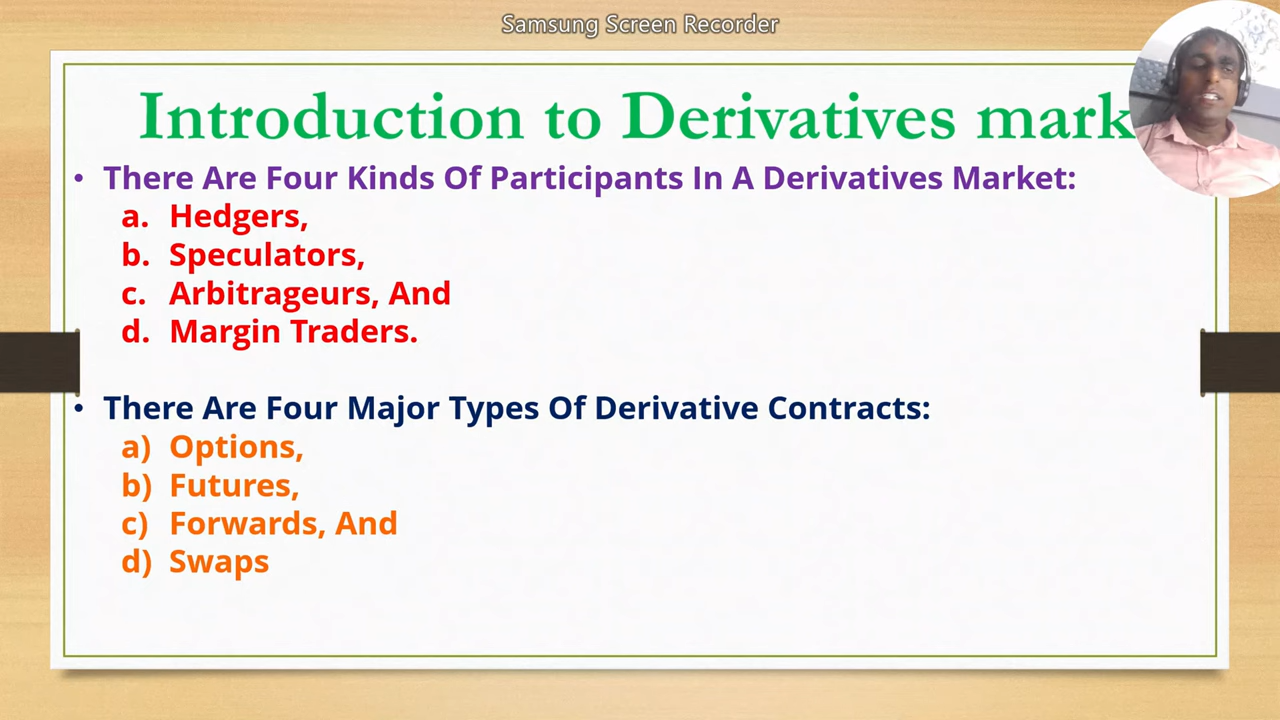 Samsung Screen Recorder
Introduction to Derivatives mark
• There Are Four Kinds Of Participants In A Derivatives Market:
a. Hedgers,
b. Speculators,
c. Arbitrageurs, And
d. Margin Traders.
• There Are Four Major Types Of Derivative Contracts:
a) Options,
b) Futures,
c) Forwards, And
d) Swaps